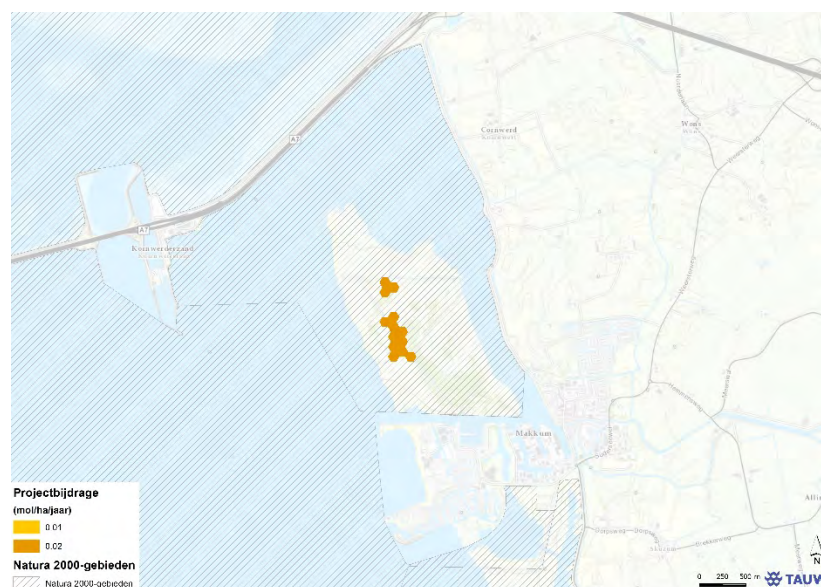 A7
Cornwerd
Wons
A7
Kornwerderzand
Makkum
Projectbijdrage
(mol/ha/jaar)
0.01
0.02
Natura 2000-gebieden
Natura 2000-gebieden
N
0 250 500 m
TAUW